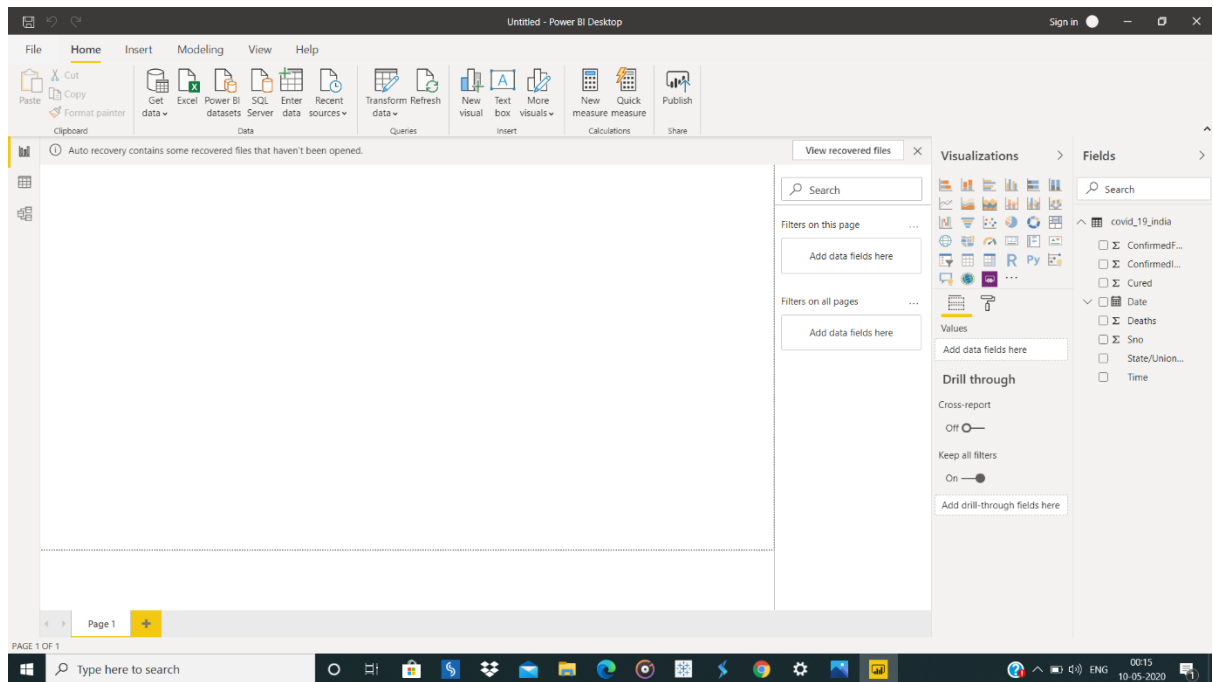 Untitled - Power BI Desktop
Sign in
File Home Insert Modeling View Help
Paste
Cut
Copy
Format painter
Clipboard
Get data
Excel
Power BI datasets
SQL Server
Enter data
Recent sources
Data
Transform data
Refresh
Queries
New visual
Text box
More visuals
Insert
New measure
Quick measure
Calculations
Publish
Share
Auto recovery contains some recovered files that haven't been opened.
View recovered files
Search
Filters on this page ...
Add data fields here
Filters on all pages ...
Add data fields here
Visualizations
R Py
...
Values
Add data fields here
Drill through
Cross-report
Off
Keep all filters
On
Add drill-through fields here
Fields
Search
covid_19_india
Σ ConfirmedF...
Σ ConfirmedI...
Σ Cured
Date
Σ Deaths
Σ Sno
State/Union...
Time
Page 1
+
PAGE 1 OF 1
Type here to search
ENG
00:15
10-05-2020
1